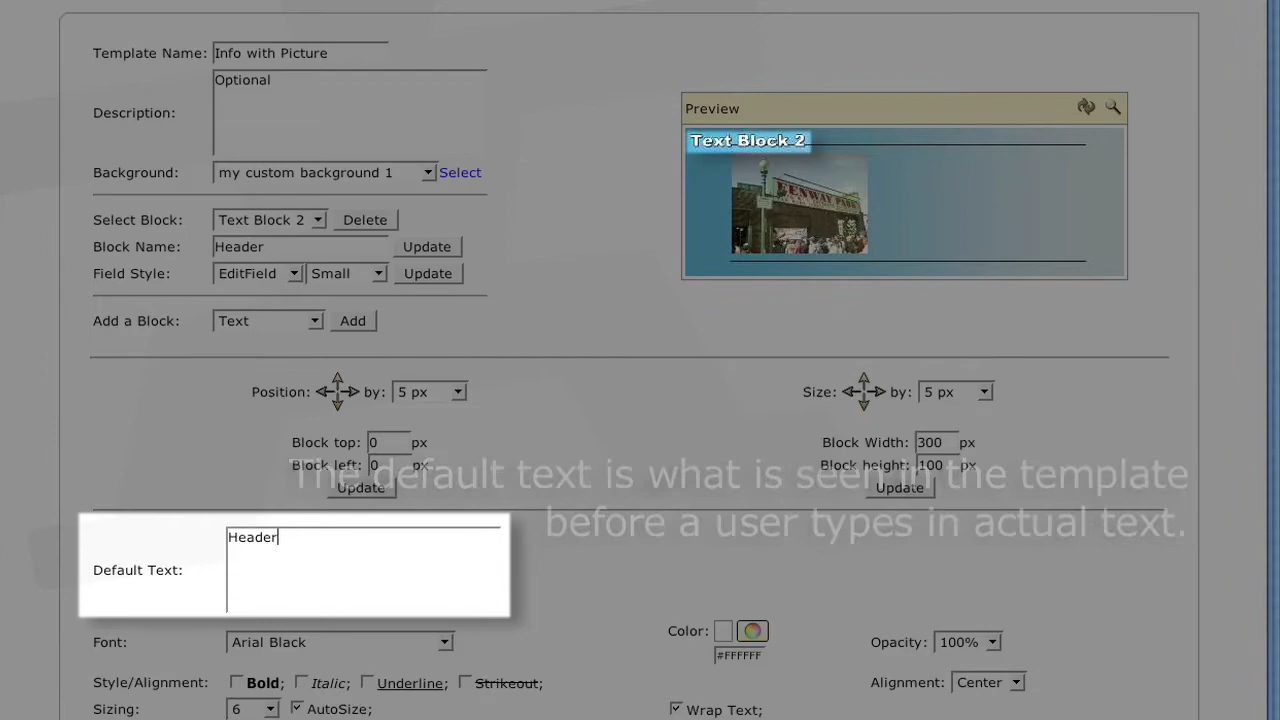 Template Name: Info with Picture
Description: Optional
Background: my custom background 1 Select
Select Block: Text Block 2 Delete
Block Name: Header Update
Field Style: EditField Small Update
Add a Block: Text Add
Preview
Text Block 2
FENWAY PARK
Position: by: 5 px
Block top: 0 px
Block left: 0 px
Update
Size: by: 5 px
Block Width: 300 px
Block height: 100 px
Update
The default text is what is seen in the template
before a user types in actual text.
Default Text: Header
Font: Arial Black
Color: #FFFFFF
Opacity: 100%
Style/Alignment: Bold; Italic; Underline; Strikeout;
Alignment: Center
Sizing: 6 AutoSize;
Wrap Text;